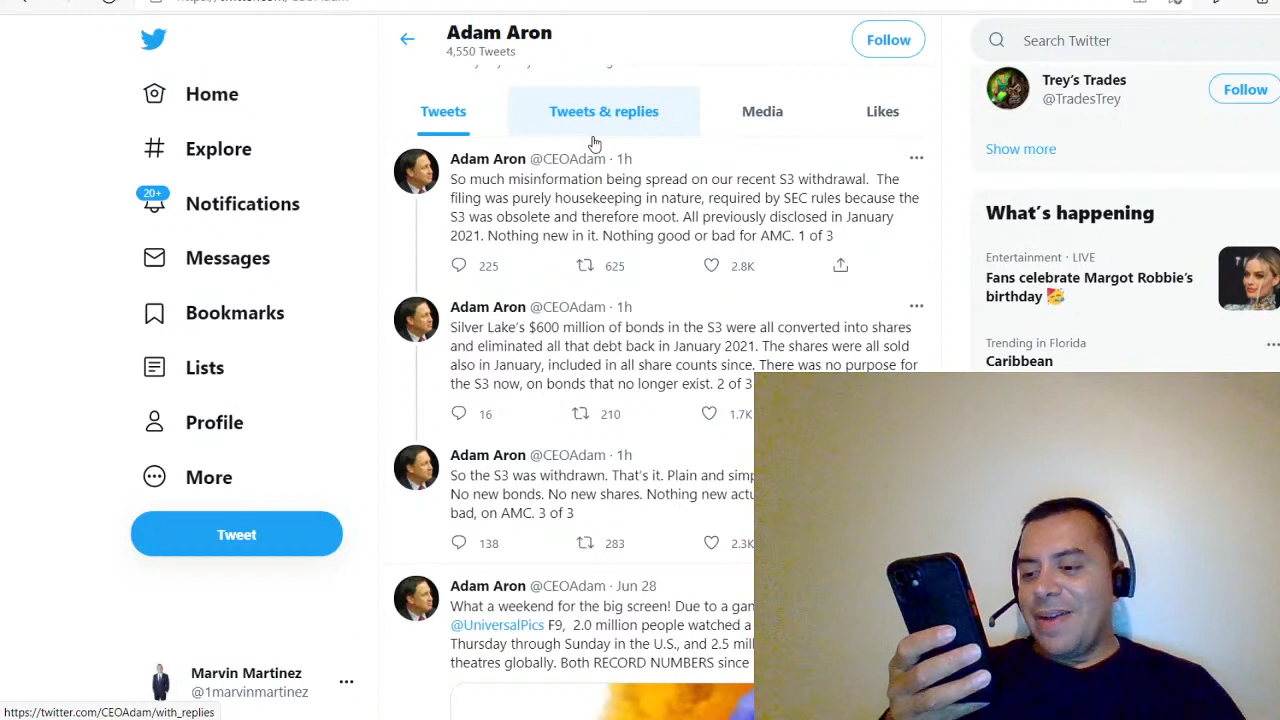 Adam Aron
4,550 Tweets
Follow
Search Twitter
Home
Explore
20+
Notifications
Messages
Bookmarks
Lists
Profile
More
Tweet
Marvin Martinez
@1marvinmartinez
https://twitter.com/CEOAdam/with_replies
Tweets
Tweets & replies
Media
Likes
Adam Aron @CEOAdam · 1h
So much misinformation being spread on our recent S3 withdrawal. The
filing was purely housekeeping in nature, required by SEC rules because the
S3 was obsolete and therefore moot. All previously disclosed in January
2021. Nothing new in it. Nothing good or bad for AMC. 1 of 3
225 625 2.8K
Adam Aron @CEOAdam · 1h
Silver Lake's $600 million of bonds in the S3 were all converted into shares
and eliminated all that debt back in January 2021. The shares were all sold
also in January, included in all share counts since. There was no purpose for
the S3 now, on bonds that no longer exist. 2 of 3
16 210 1.7K
Adam Aron @CEOAdam · 1h
So the S3 was withdrawn. That's it. Plain and
No new bonds. No new shares. Nothing new
bad, on AMC. 3 of 3
138 283 2.3K
Adam Aron @CEOAdam · Jun 28
What a weekend for the big screen! Due to a
@UniversalPics F9, 2.0 million people watched a
Thursday through Sunday in the U.S., and 2.5
theatres globally. Both RECORD NUMBERS since
Trey's Trades
@TradesTrey
Follow
Show more
What's happening
Entertainment · LIVE
Fans celebrate Margot Robbie's
birthday 🥳
Trending in Florida
Caribbean